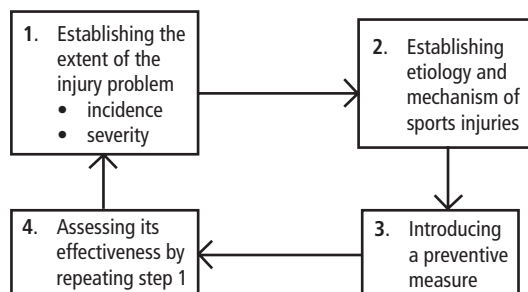 1. Establishing the
extent of the
injury problem
• incidence
• severity
2. Establishing
etiology and
mechanism of
sports injuries
3. Introducing
a preventive
measure
4. Assessing its
effectiveness by
repeating step 1